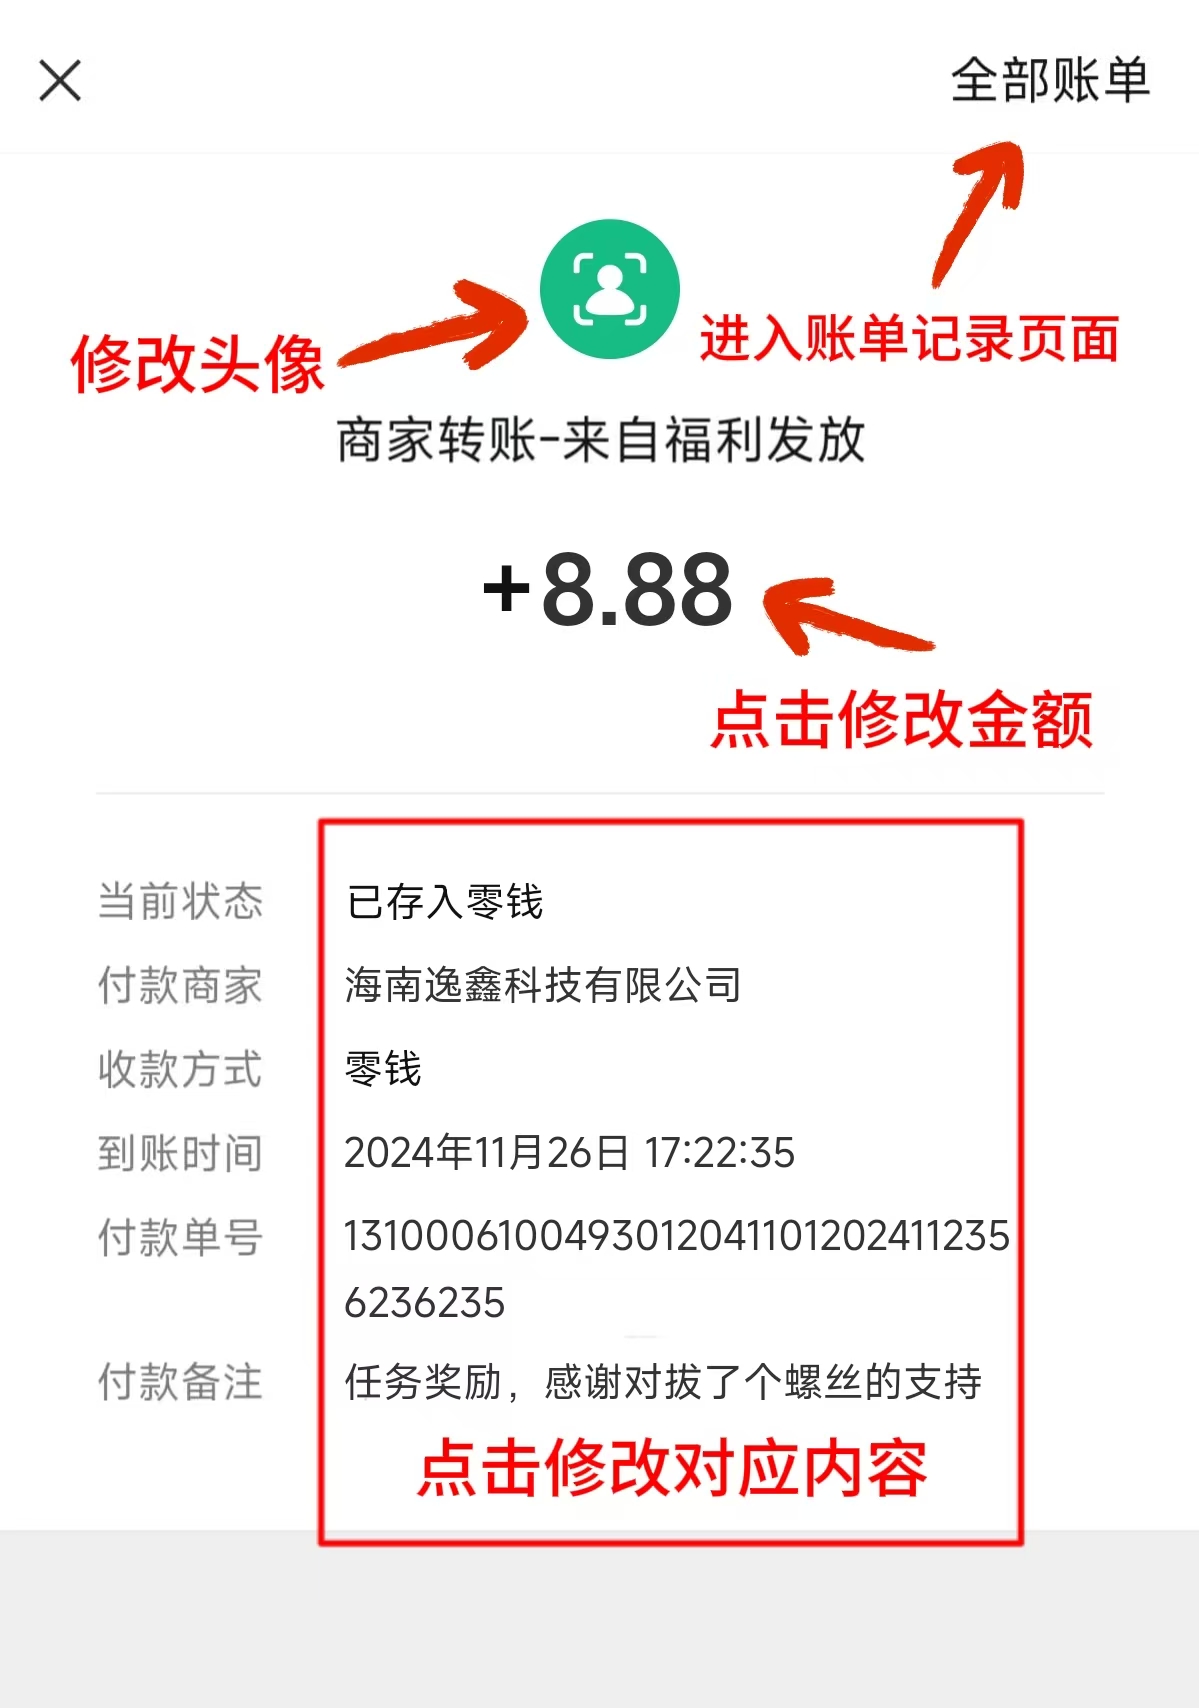 全部账单
进入账单记录页面
修改头像
商家转账-来自福利发放
+8.88
点击修改金额
当前状态 已存入零钱
付款商家 海南逸鑫科技有限公司
收款方式 零钱
到账时间 2024年11月26日 17:22:35
付款单号 1310006100493012041101202411235
6236235
付款备注 任务奖励，感谢对拔了个螺丝的支持
点击修改对应内容